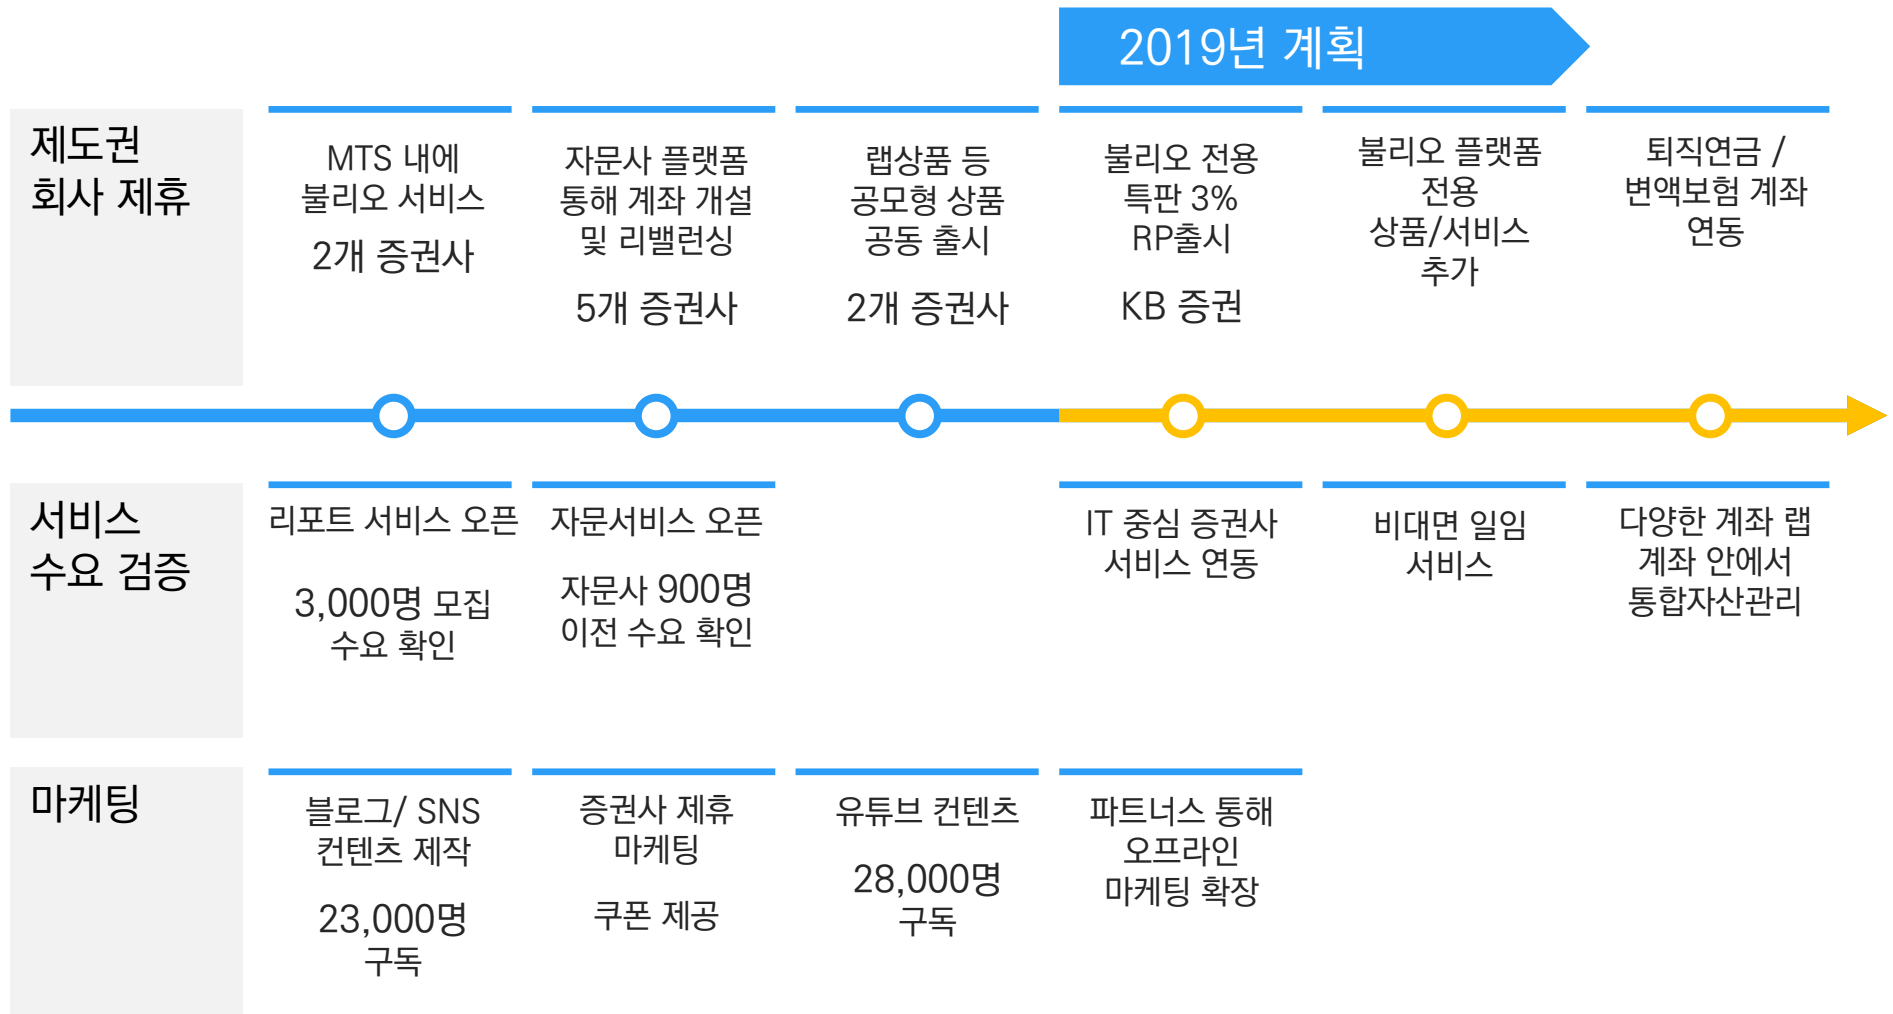 2019년 계획
제도권
회사 제휴
MTS 내에
불리오 서비스
2개 증권사
자문사 플랫폼
통해 계좌 개설
및 리밸런싱
5개 증권사
랩상품 등
공모형 상품
공동 출시
2개 증권사
불리오 전용
특판 3%
RP출시
KB 증권
불리오 플랫폼
전용
상품/서비스
추가
퇴직연금 /
변액보험 계좌
연동
서비스
수요 검증
리포트 서비스 오픈
3,000명 모집
수요 확인
자문서비스 오픈
자문사 900명
이전 수요 확인
IT 중심 증권사
서비스 연동
비대면 일임
서비스
다양한 계좌 랩
계좌 안에서
통합자산관리
마케팅
블로그/ SNS
컨텐츠 제작
23,000명
구독
증권사 제휴
마케팅
쿠폰 제공
유튜브 컨텐츠
28,000명
구독
파트너스 통해
오프라인
마케팅 확장